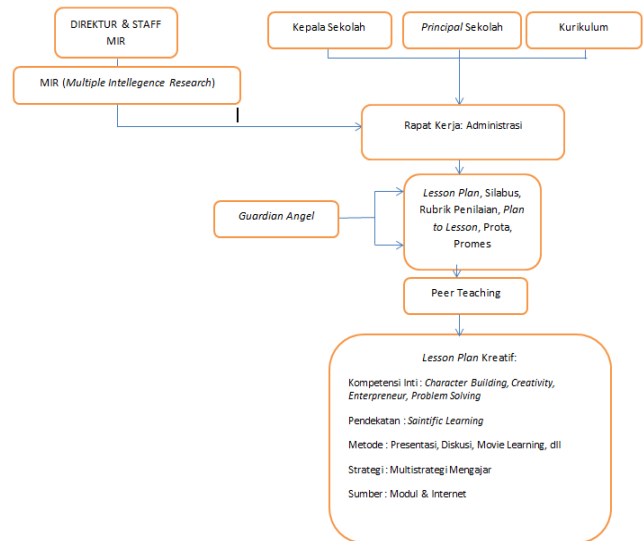 DIREKTUR & STAFF
MIR
Kepala Sekolah
Principal Sekolah
Kurikulum
MIR (Multiple Intellegence Research)
Rapat Kerja: Administrasi
Guardian Angel
Lesson Plan, Silabus,
Rubrik Penilaian, Plan
to Lesson, Prota,
Promes
Peer Teaching
Lesson Plan Kreatif:
Kompetensi Inti : Character Building, Creativity,
Enterpreneur, Problem Solving
Pendekatan : Saintific Learning
Metode : Presentasi, Diskusi, Movie Learning, dll
Strategi : Multistrategi Mengajar
Sumber : Modul & Internet